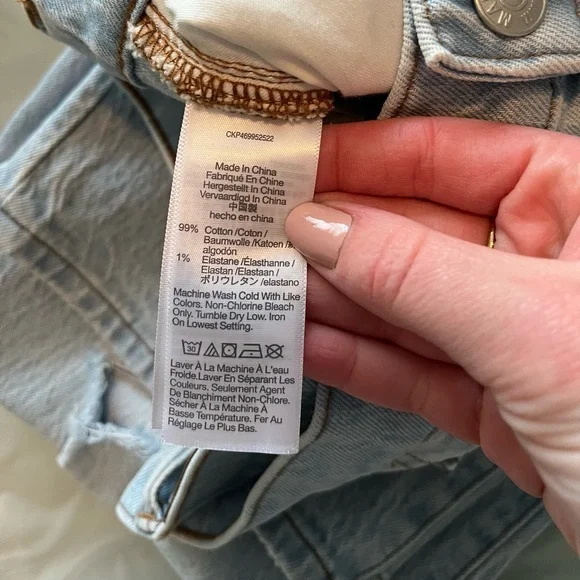 MA
CKP469952522
Made In China
Fabriqué En Chine
Hergestellt In China
Vervaardigd In China
中国製
hecho en china
99% Cotton /Coton/
Baumwolle /Katoen /
algodón
1% Elastane /Élasthanne/
Elastan /Elastaan/
ポリウレタン /elastano
Machine Wash Cold With Like
Colors. Non-Chlorine Bleach
Only. Tumble Dry Low. Iron
On Lowest Setting.
30
Laver À La Machine À L'eau
Froide.Laver En Séparant Les
Couleurs. Seulement Agent
De Blanchiment Non-Chlore.
Sécher À La Machine À
Basse Température. Fer Au
Réglage Le Plus Bas.